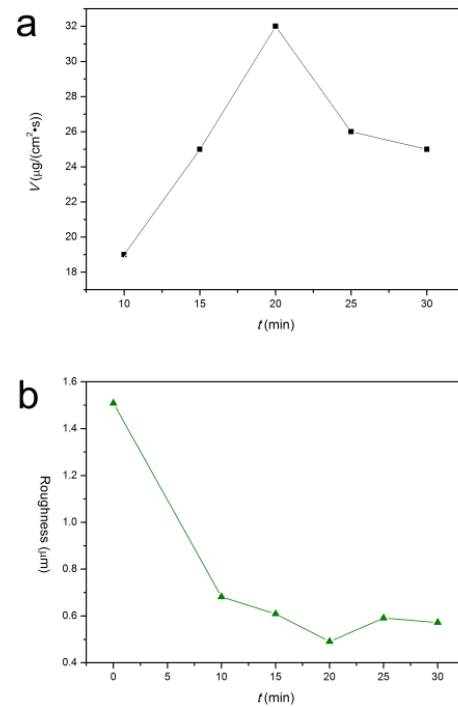 a
32
30
28
26
24
22
20
18
V (μg/(cm²•s))
10 15 20 25 30
t (min)
b
1.6
1.4
1.2
1.0
0.8
0.6
0.4
Roughness (μm)
0 5 10 15 20 25 30
t (min)